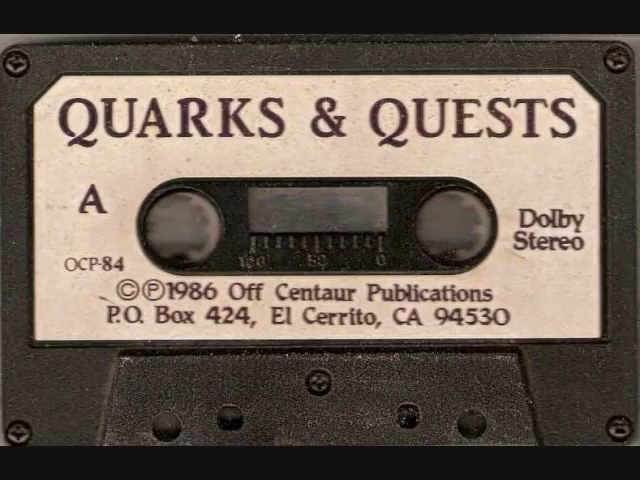 QUARKS & QUESTS
A
Dolby
Stereo
OCP-84
100 50 0
©℗1986 Off Centaur Publications
P.O. Box 424, El Cerrito, CA 94530